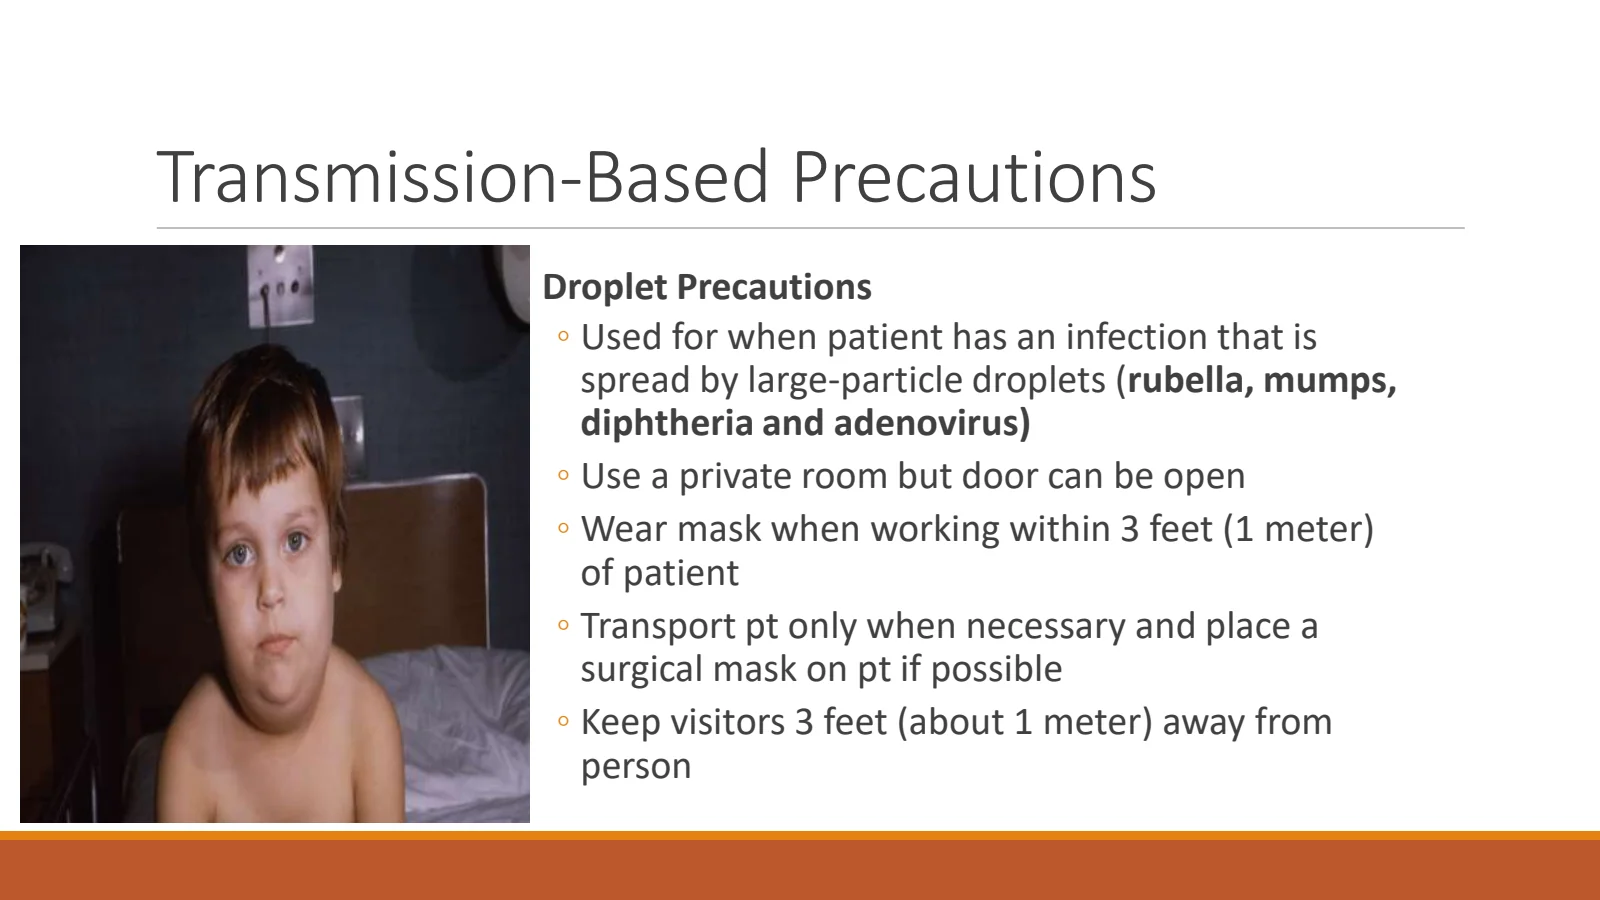 Transmission-Based Precautions
Droplet Precautions
◦ Used for when patient has an infection that is
spread by large-particle droplets (rubella, mumps,
diphtheria and adenovirus)
◦ Use a private room but door can be open
◦ Wear mask when working within 3 feet (1 meter)
of patient
◦ Transport pt only when necessary and place a
surgical mask on pt if possible
◦ Keep visitors 3 feet (about 1 meter) away from
person